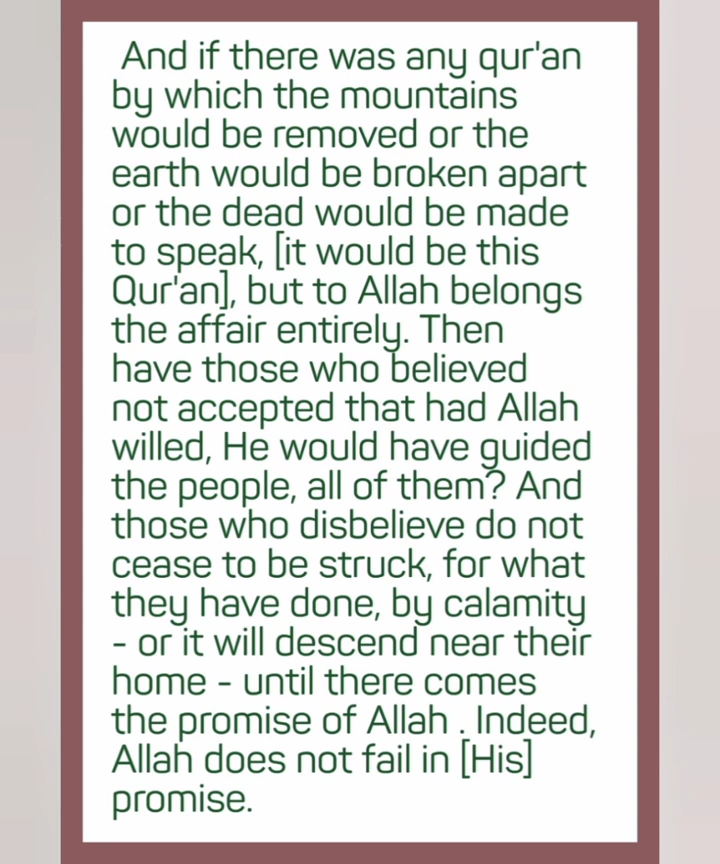 And if there was any qur'an
by which the mountains
would be removed or the
earth would be broken apart
or the dead would be made
to speak, [it would be this
Qur'an], but to Allah belongs
the affair entirely. Then
have those who believed
not accepted that had Allah
willed, He would have guided
the people, all of them? And
those who disbelieve do not
cease to be struck, for what
they have done, by calamity
- or it will descend near their
home - until there comes
the promise of Allah . Indeed,
Allah does not fail in [His]
promise.